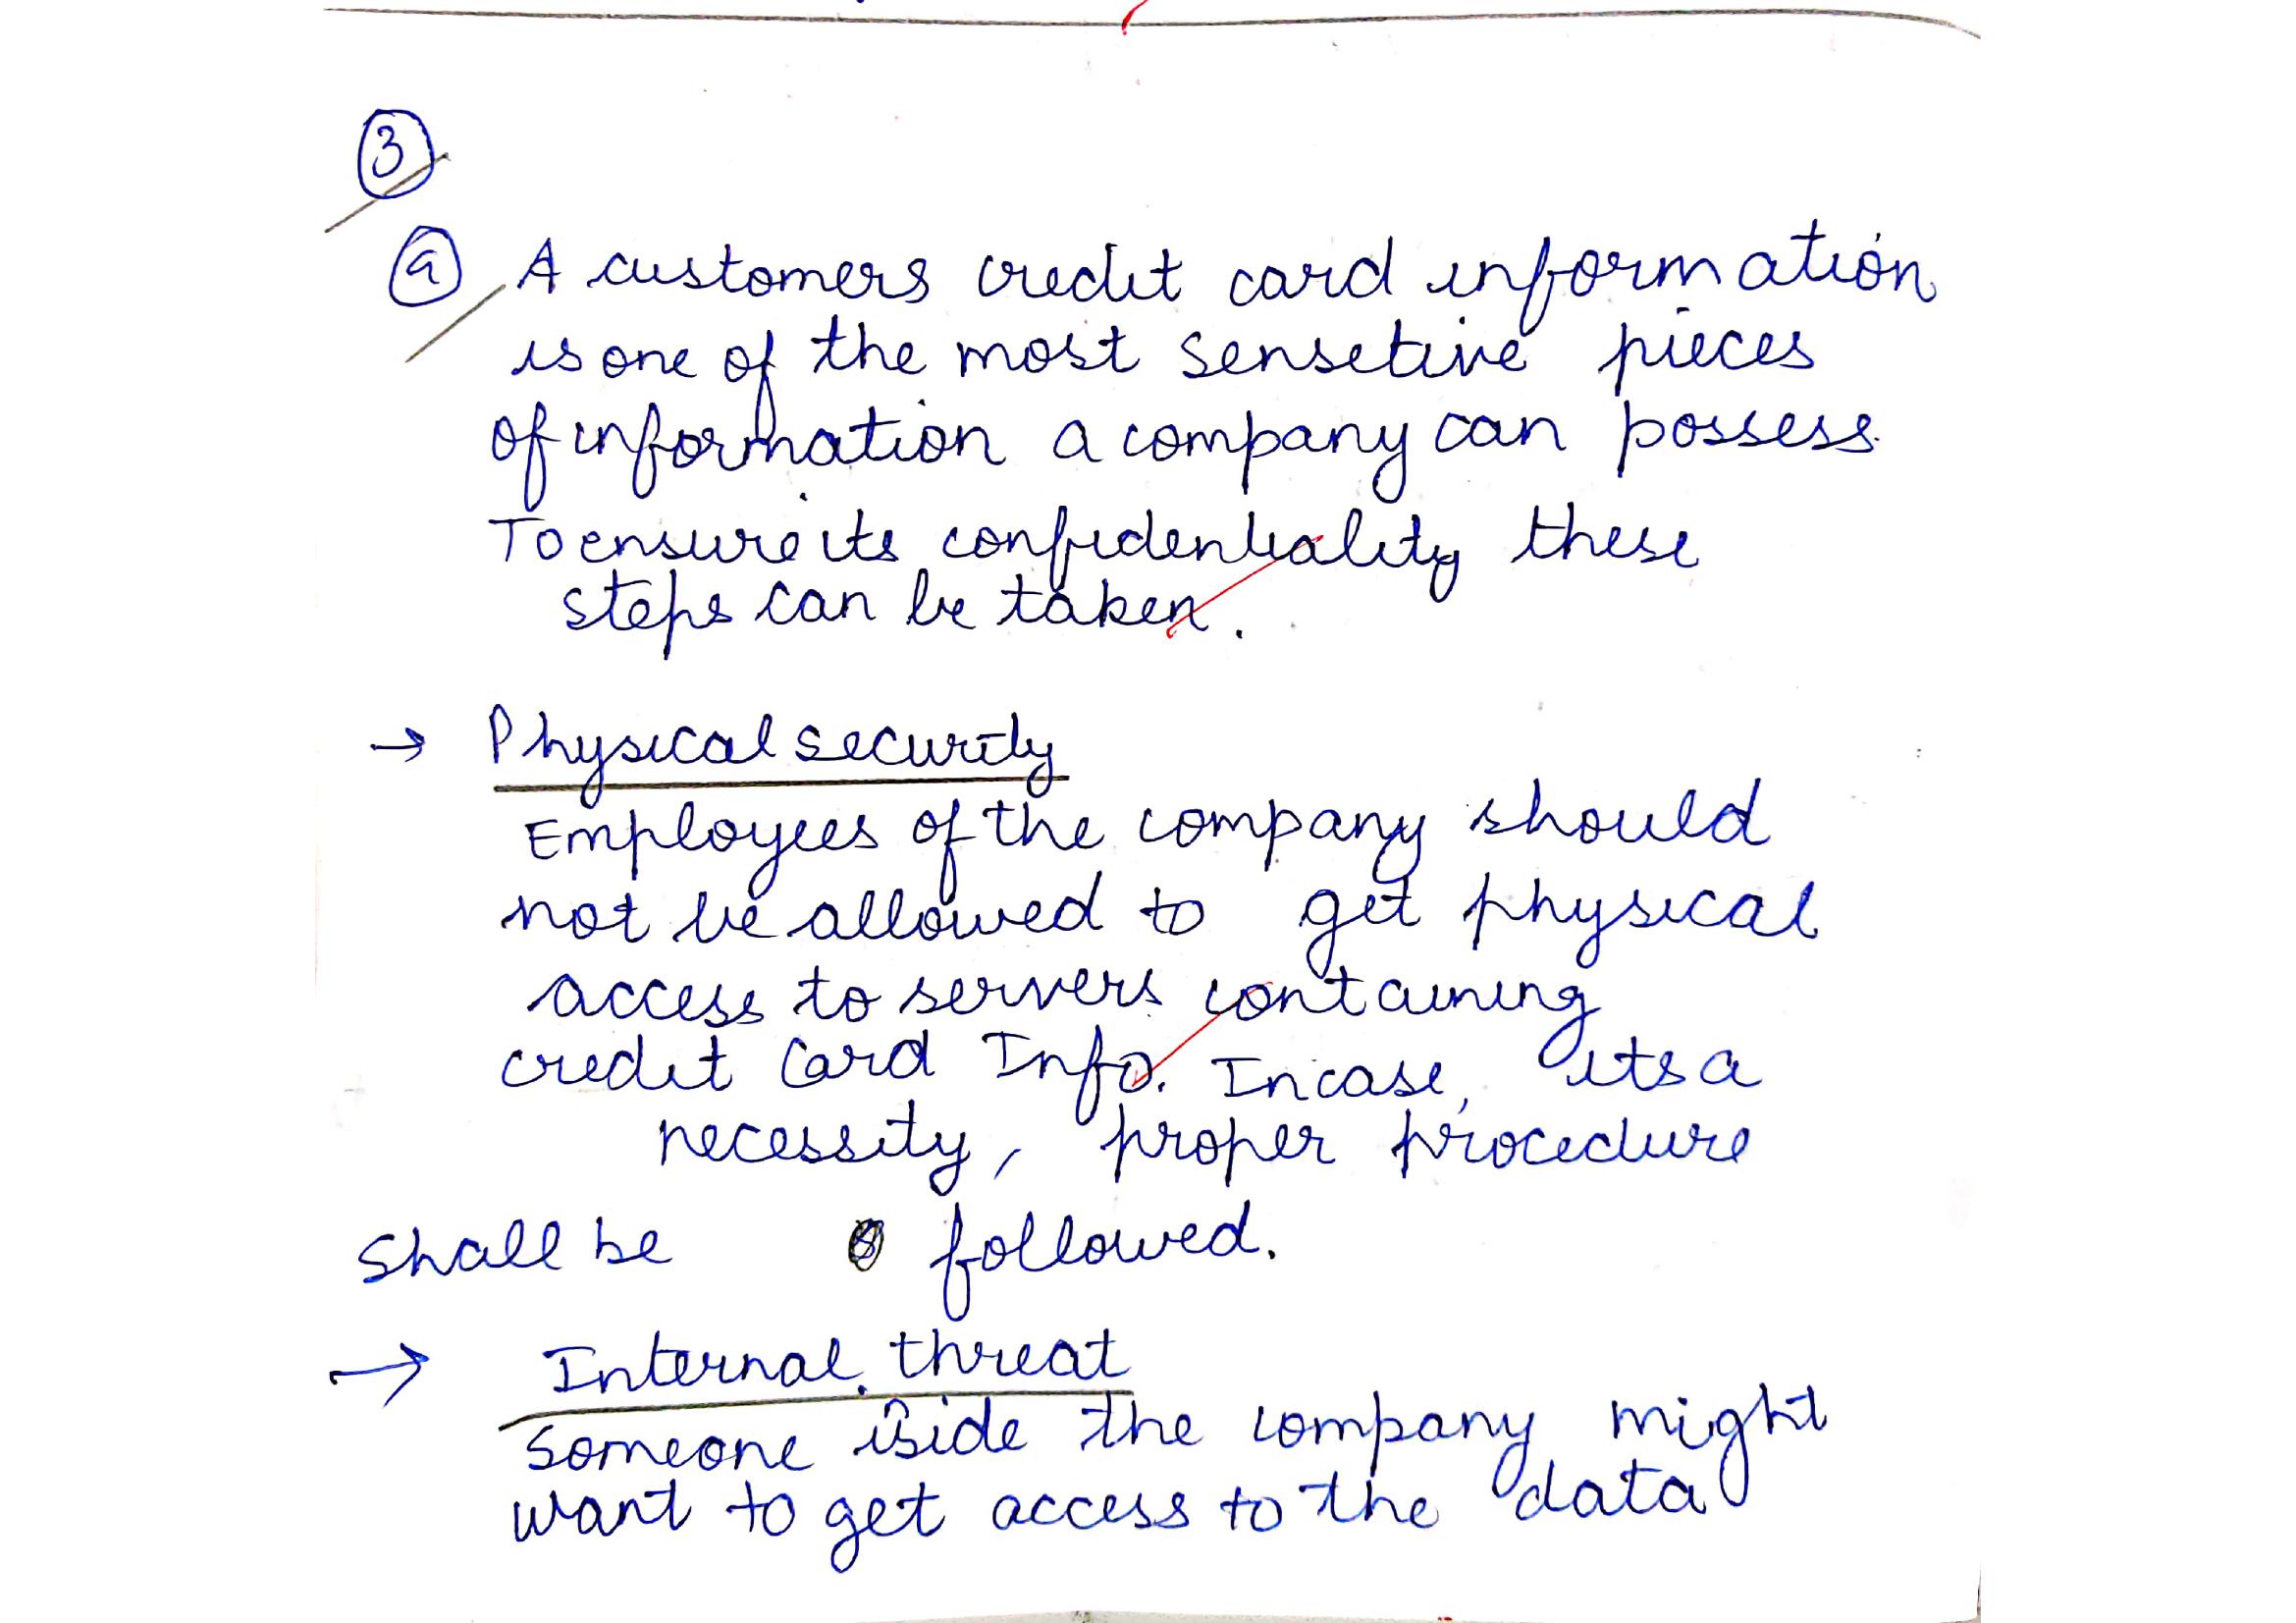 3
a A customers credit card information
is one of the most sensetive pieces
of information a company can possess.
To ensure its confidentiality these
steps can be taken.
→ Physical security
Employees of the company should
not be allowed to get physical
access to servers containing
credit Card Info. Incase, its a
necessity, proper procedure
shall be followed.
→ Internal threat
Someone iside the company might
want to get access to the data